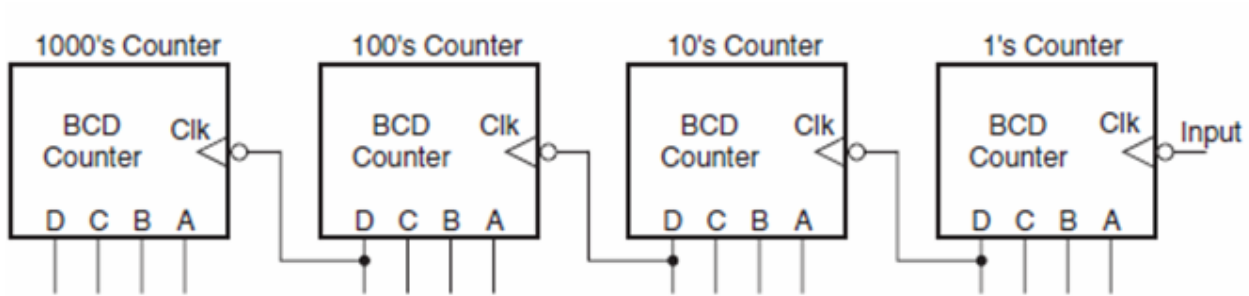 1000's Counter 100's Counter 10's Counter 1's Counter
BCD Counter Clk BCD Counter Clk BCD Counter Clk BCD Counter Clk Input
D C B A D C B A D C B A D C B A